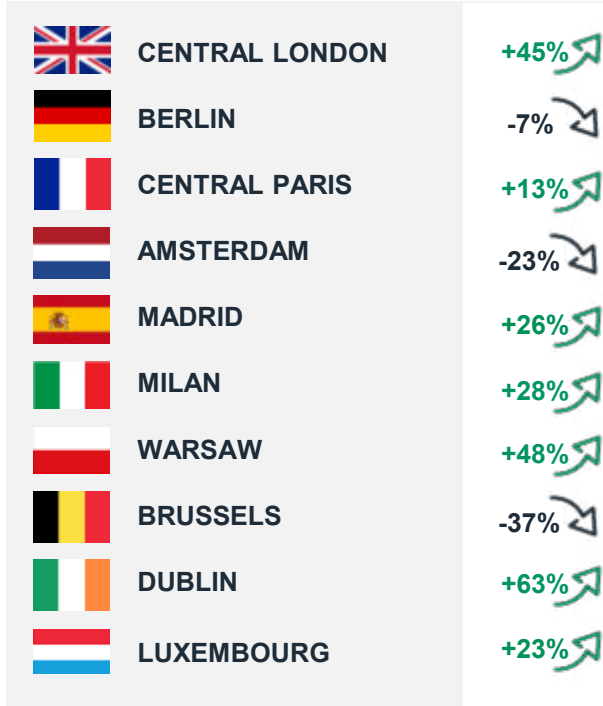 CENTRAL LONDON +45%
BERLIN -7%
CENTRAL PARIS +13%
AMSTERDAM -23%
MADRID +26%
MILAN +28%
WARSAW +48%
BRUSSELS -37%
DUBLIN +63%
LUXEMBOURG +23%